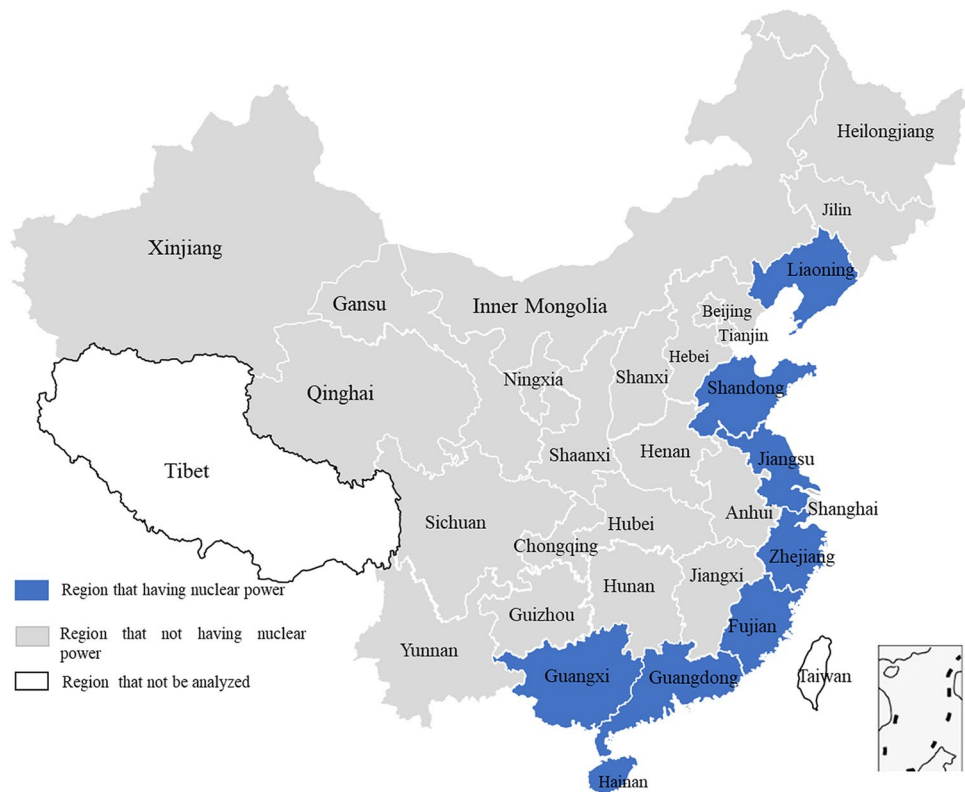 Heilongjiang
Jilin
Xinjiang
Liaoning
Gansu
Inner Mongolia
Beijing
Tianjin
Hebei
Ningxia
Shanxi
Qinghai
Shandong
Shaanxi
Henan
Jiangsu
Tibet
Shanghai
Anhui
Sichuan
Hubei
Chongqing
Zhejiang
Jiangxi
Hunan
Guizhou
Fujian
Yunnan
Guangxi
Guangdong
Taiwan
Hainan
Region that having nuclear power
Region that not having nuclear
power
Region that not be analyzed